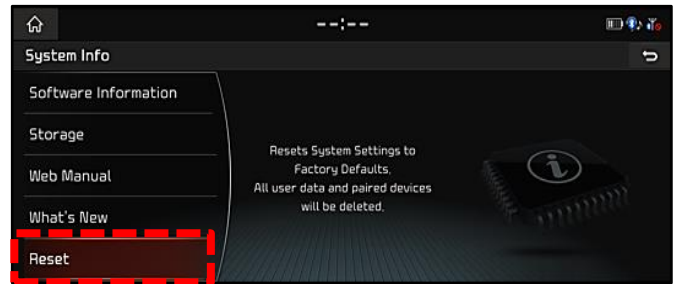 --:--
System Info
Software Information
Storage
Resets System Settings to
Factory Defaults.
All user data and paired devices
will be deleted.
Web Manual
What's New
Reset